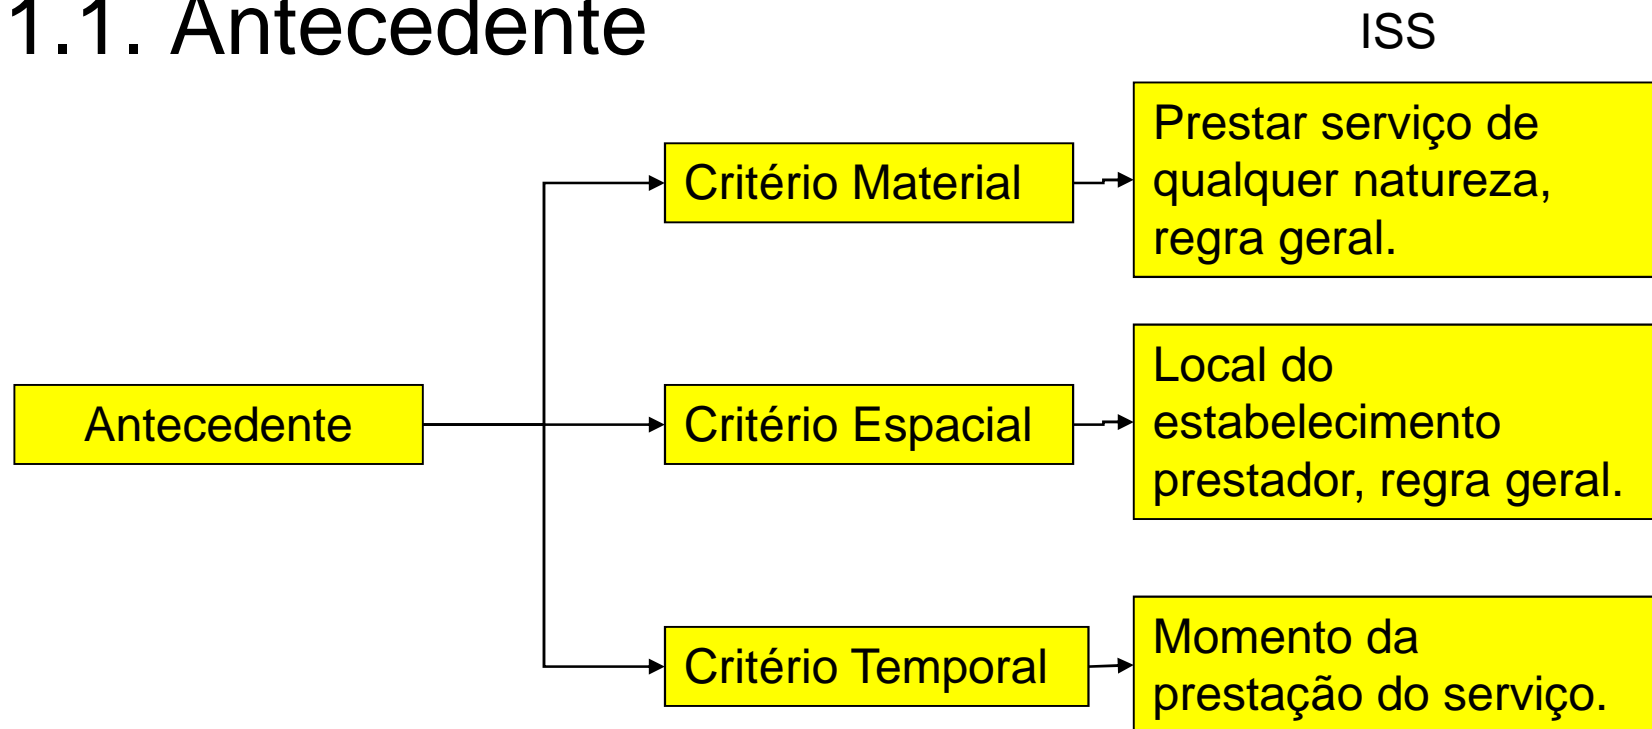 1.1. Antecedente
ISS
Prestar serviço de
qualquer natureza,
regra geral.
Critério Material
Local do
estabelecimento
prestador, regra geral.
Antecedente
Critério Espacial
Momento da
prestação do serviço.
Critério Temporal